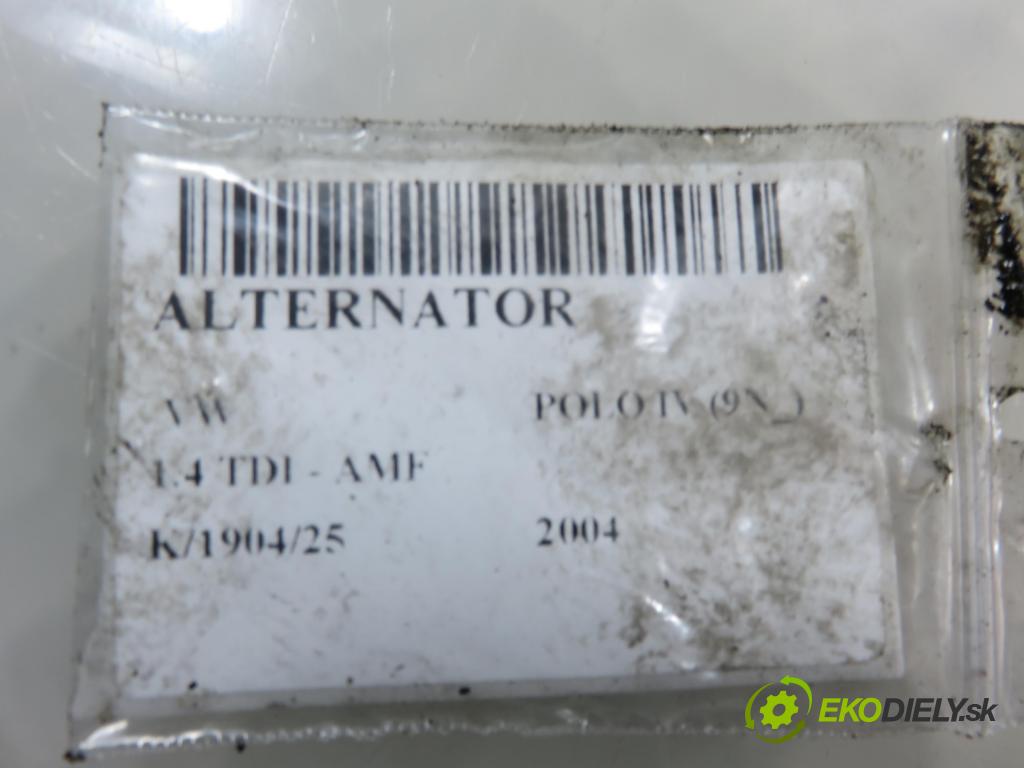 ALTERNATOR
VW POLO IV (9N_)
1.4 TDI - AMF
K/1904/25 2004
EKODIELY.sk